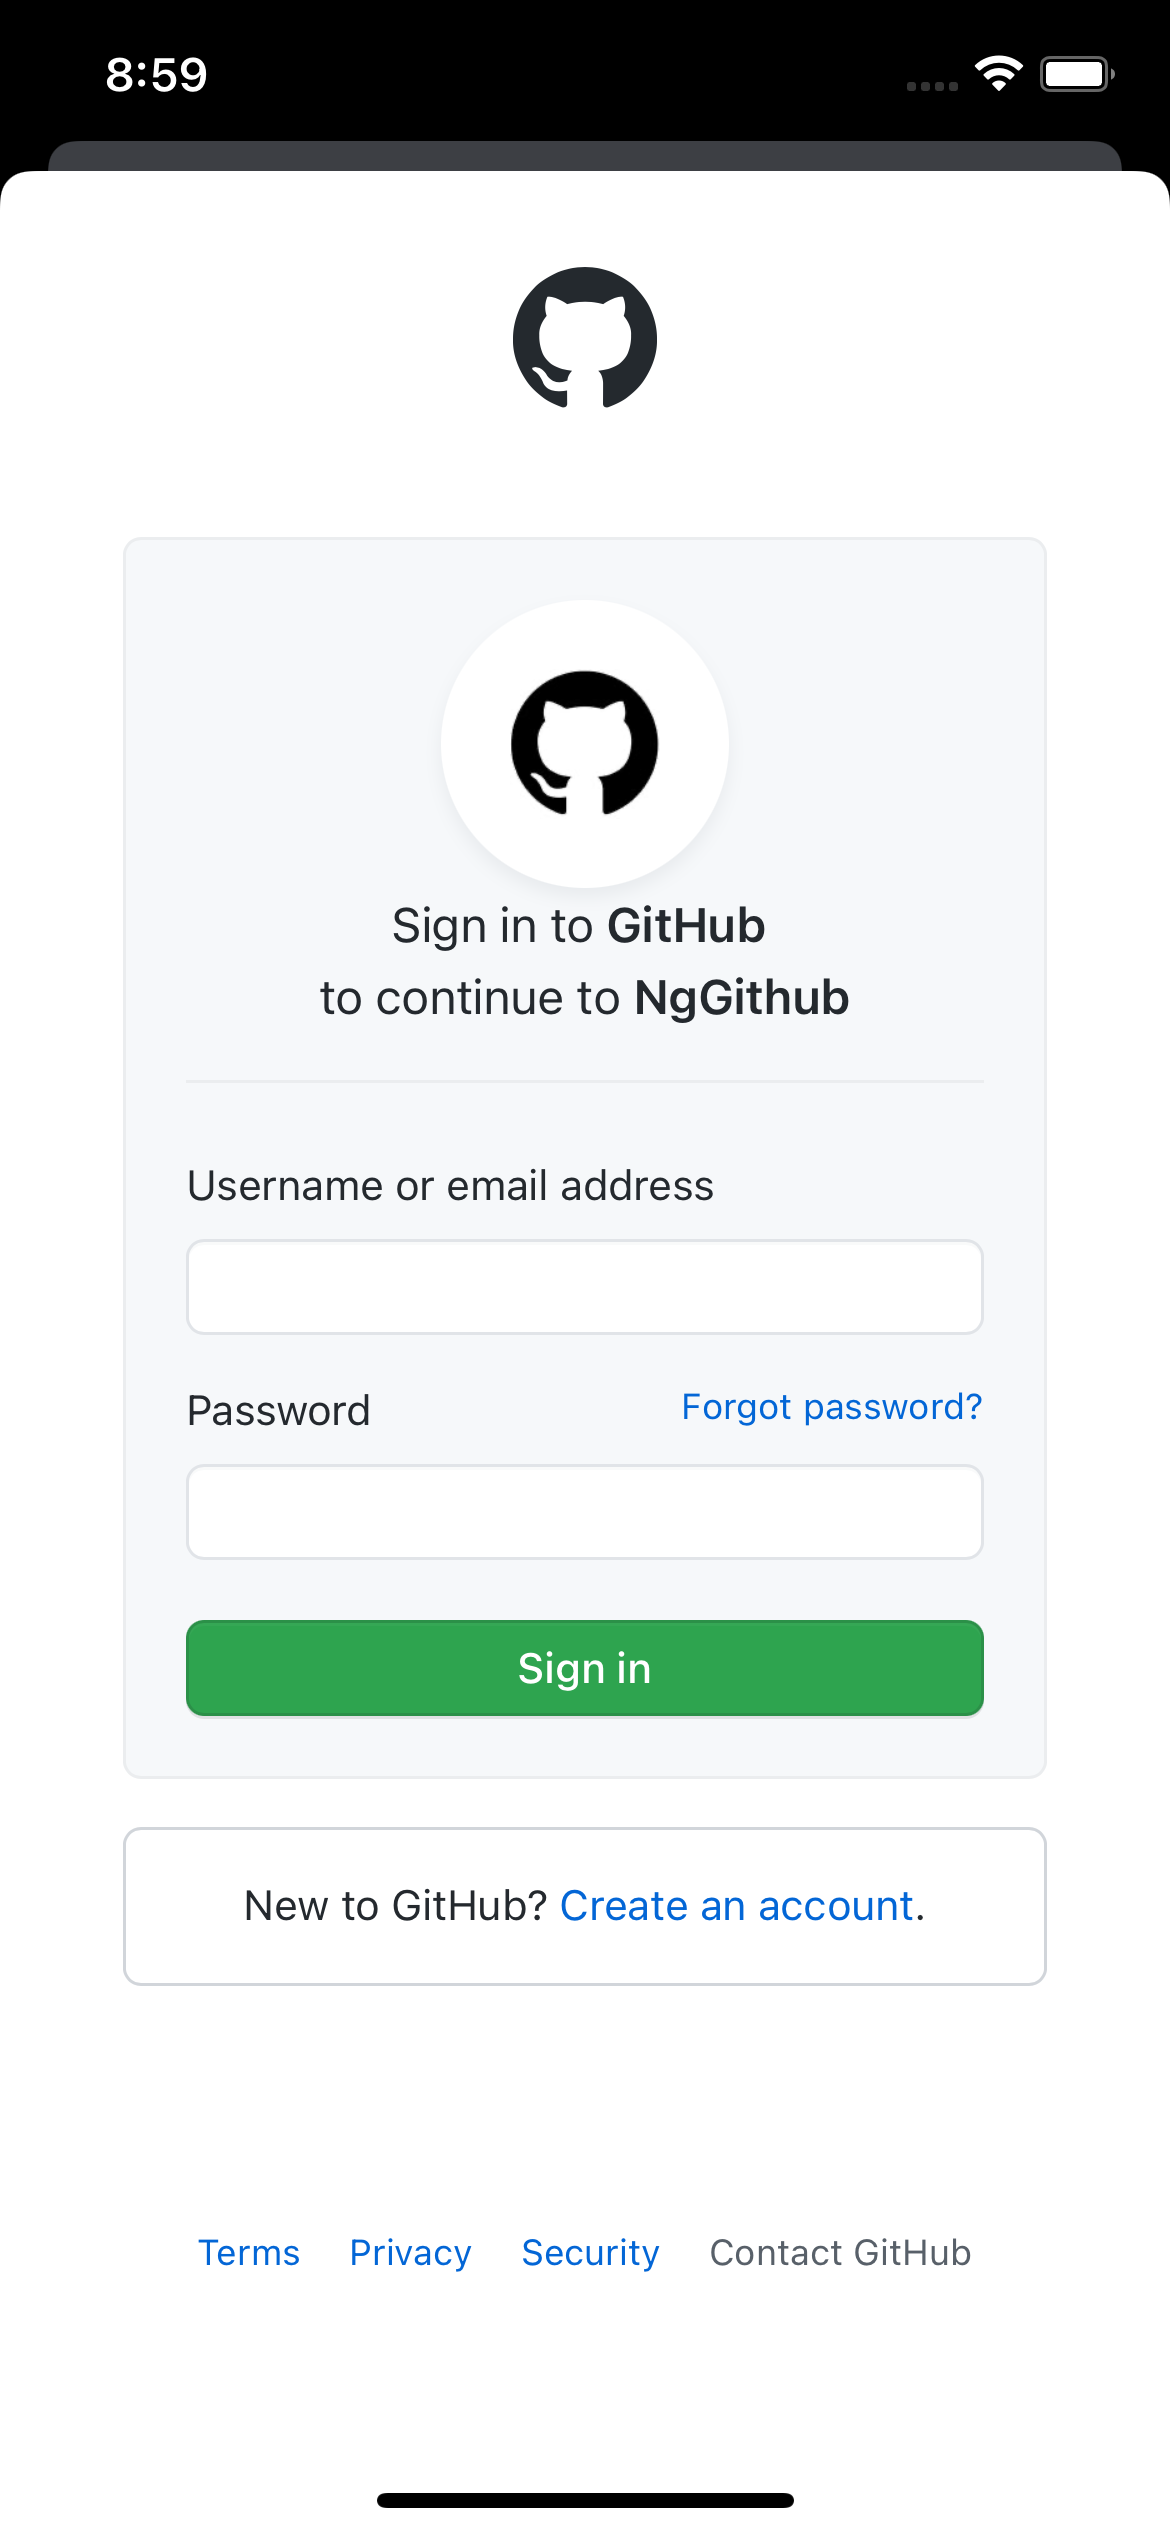 8:59
Sign in to GitHub
to continue to NgGithub
Username or email address
Password Forgot password?
Sign in
New to GitHub? Create an account.
Terms Privacy Security Contact GitHub